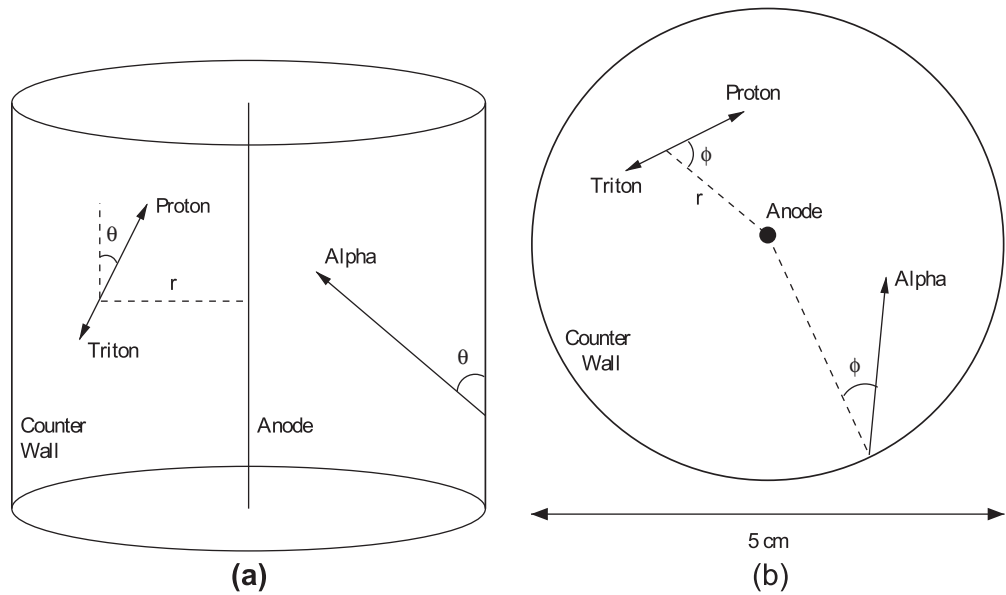 Proton
θ
r
Triton
Alpha
θ
Counter
Wall
Anode
(a)
Proton
ϕ
Triton
r
Anode
Alpha
Counter
Wall
ϕ
5 cm
(b)